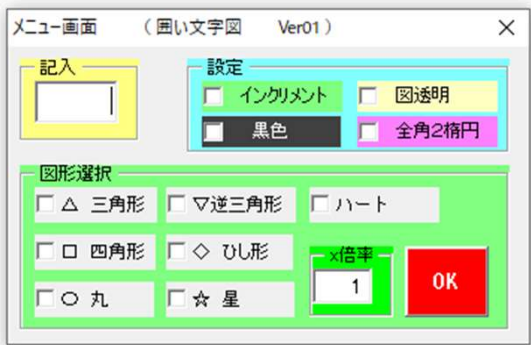 メニュー画面　（ 囲い文字図　Ver01 ）
記入
設定
インクリメント
図透明
黒色
全角2楕円
図形選択
△ 三角形
▽逆三角形
ハート
□ 四角形
◇ ひし形
x倍率
1
OK
○ 丸
☆ 星